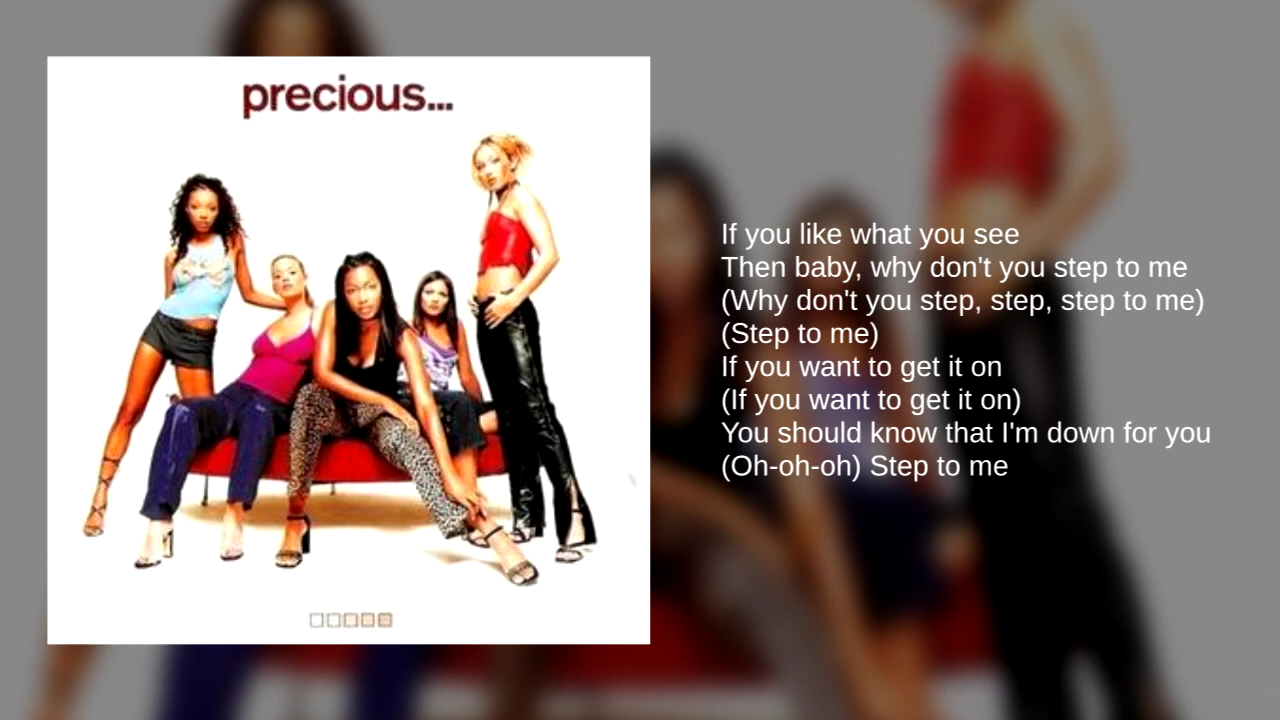 precious...
If you like what you see
Then baby, why don't you step to me
(Why don't you step, step, step to me)
(Step to me)
If you want to get it on
(If you want to get it on)
You should know that I'm down for you
(Oh-oh-oh) Step to me